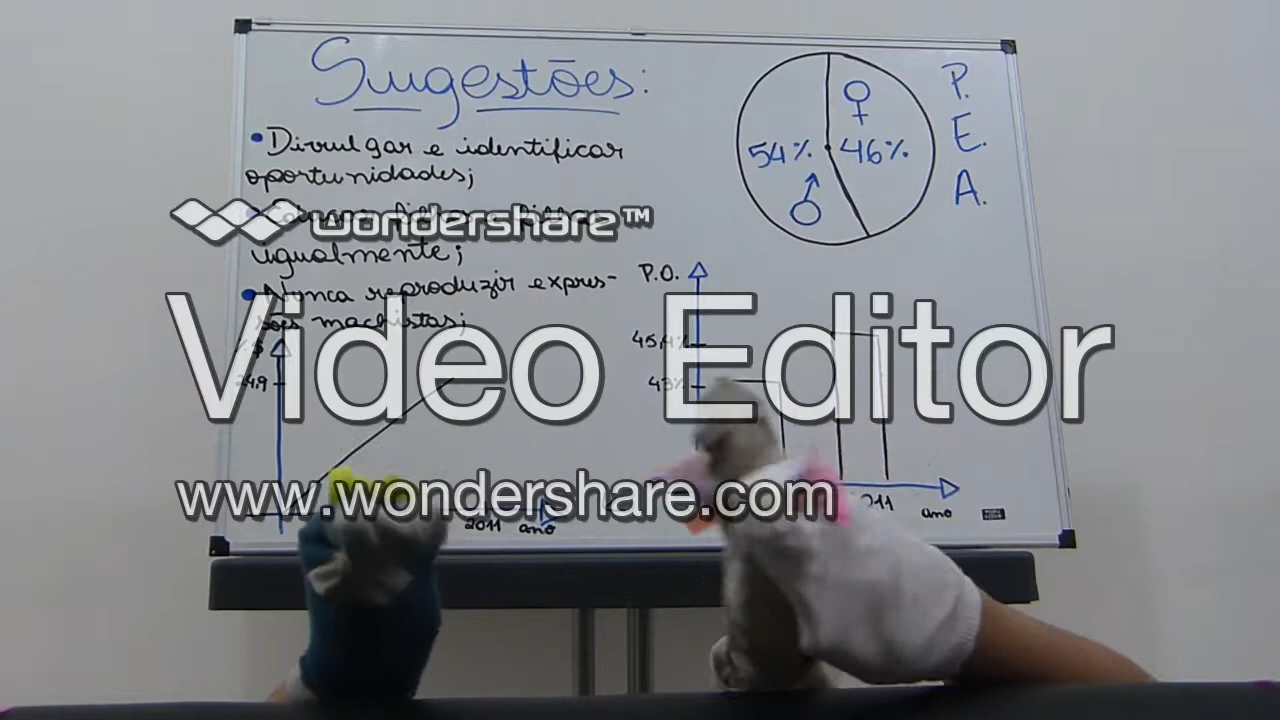 Sugestões:
• Divulgar e identificar
oportunidades;
wondershare™
igualmente;
• Nunca reproduzir expres-
sões machistas;
Video Editor
www.wondershare.com
54%
46%
P.
E.
A.
P.O.
45,4%
43%
2011 ano
ano